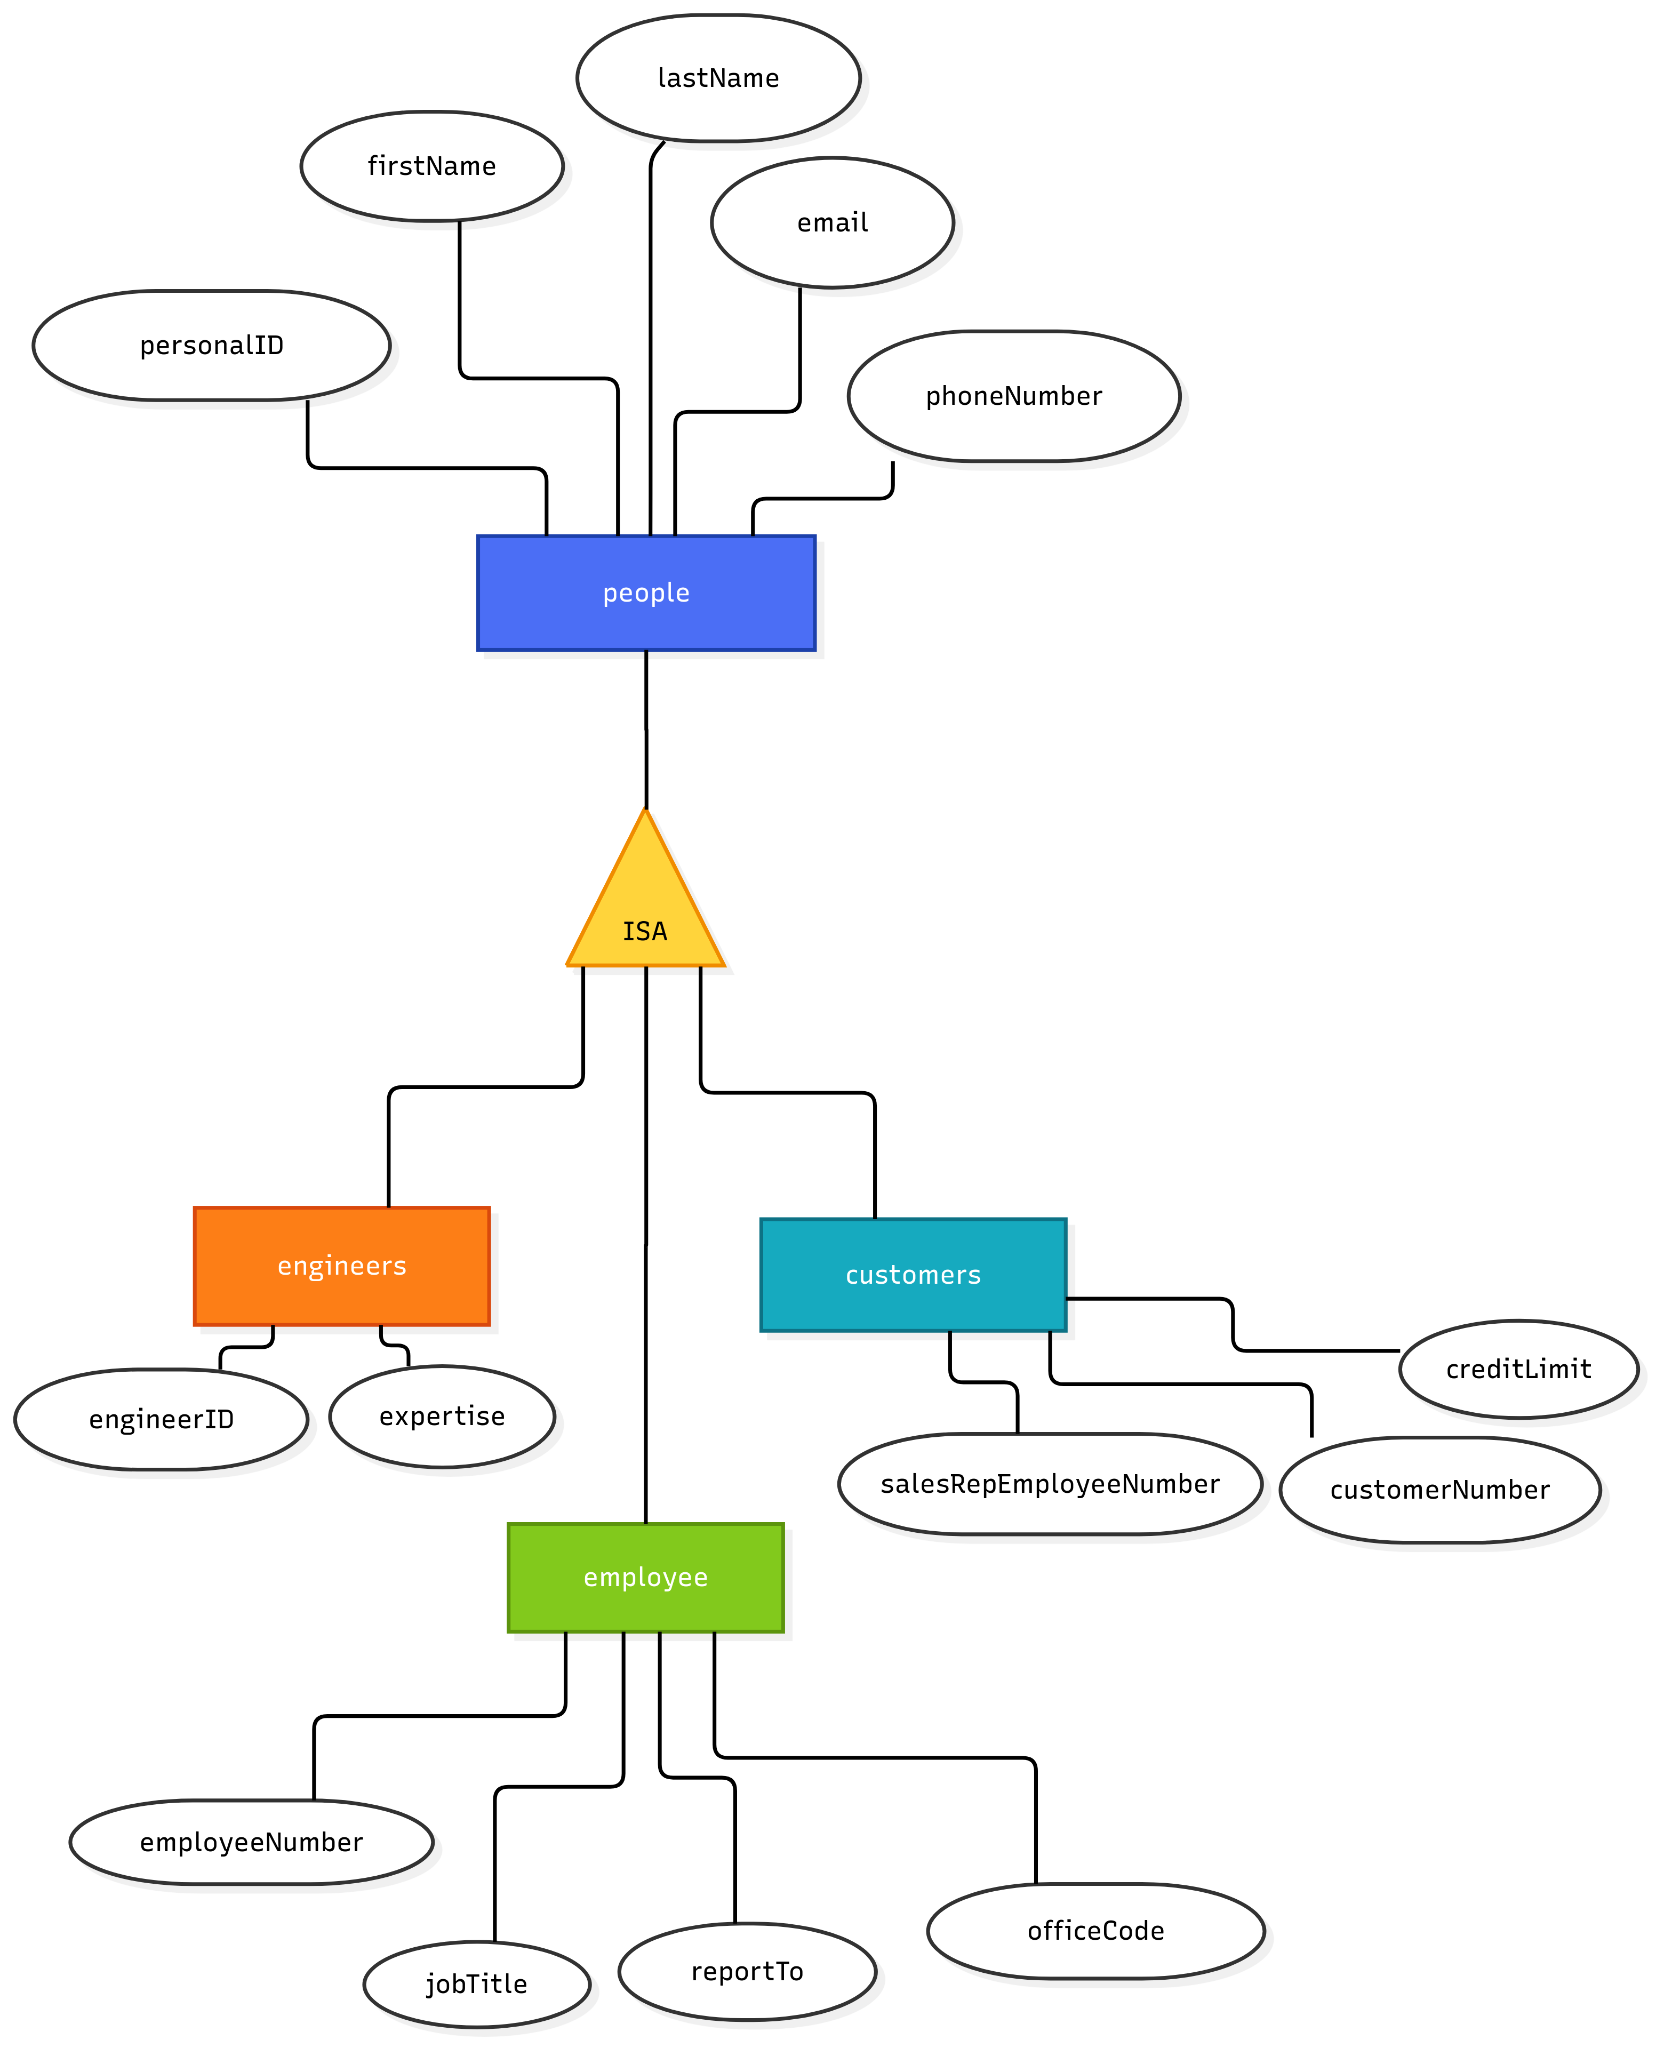 lastName
firstName
email
personalID
phoneNumber
people
ISA
engineers
customers
creditLimit
engineerID
expertise
salesRepEmployeeNumber
customerNumber
employee
employeeNumber
officeCode
jobTitle
reportTo